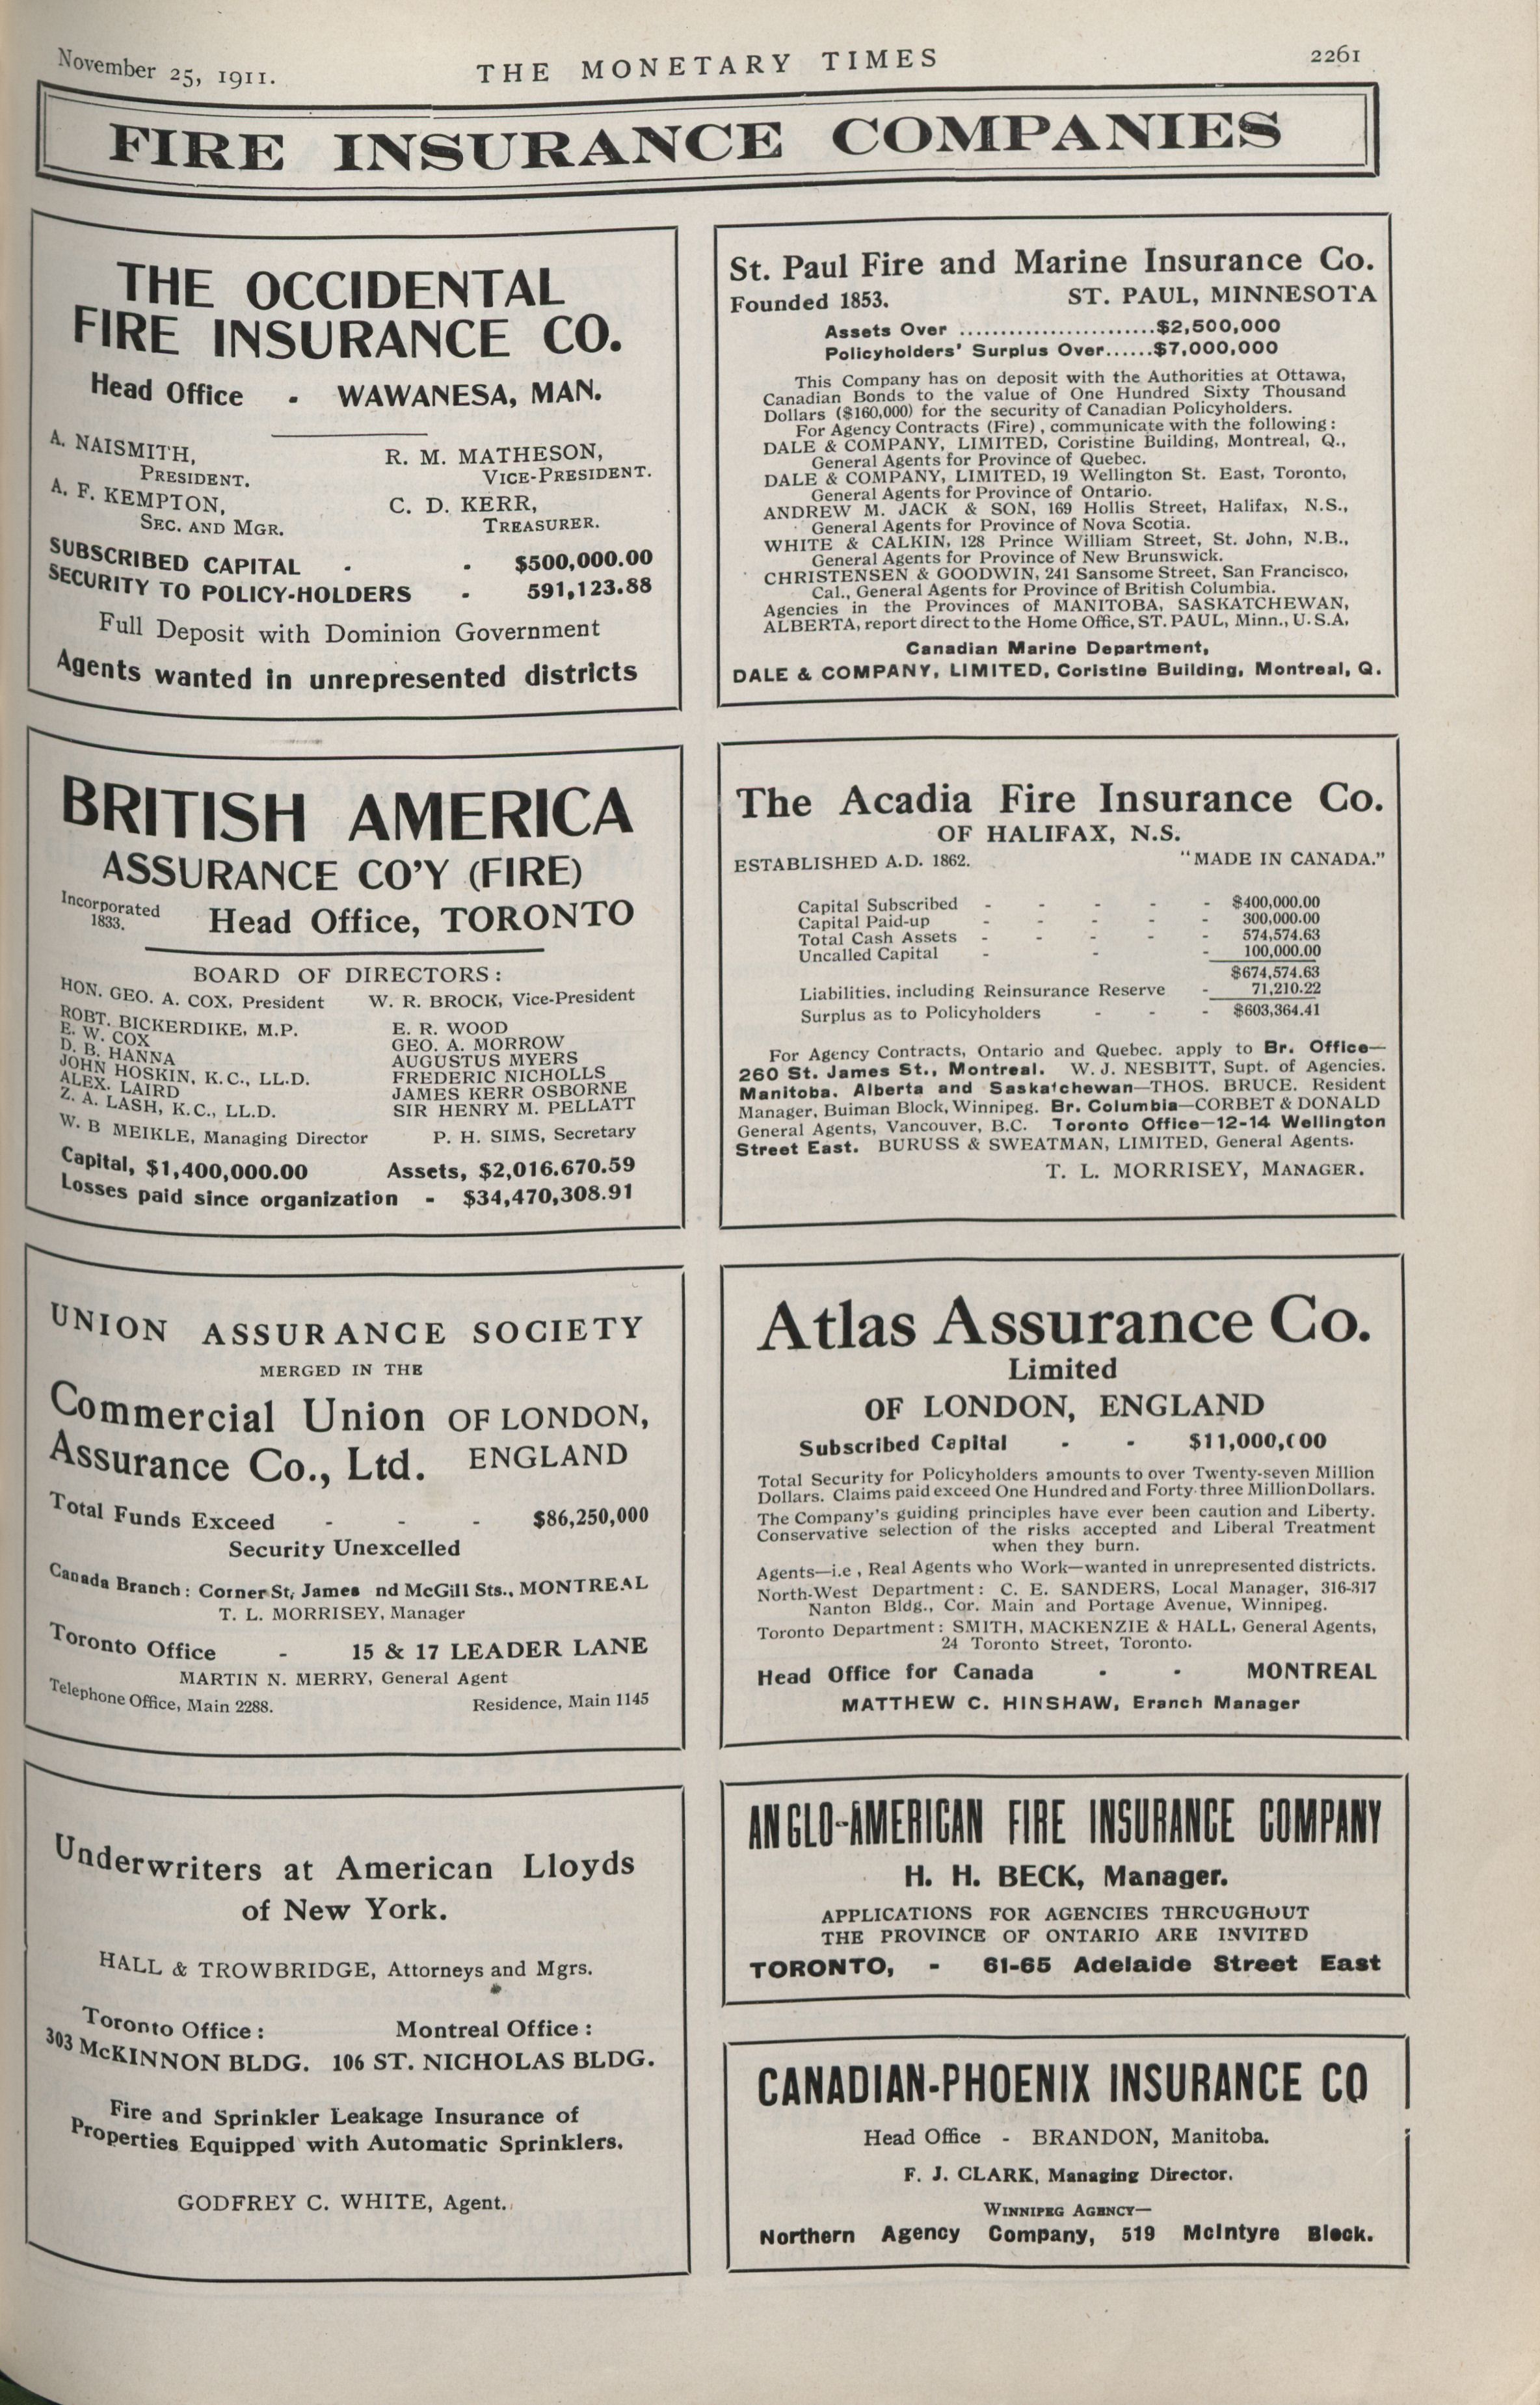 November 25, 1911.
THE MONETARY TIMES
2261
FIRE INSURANCE COMPANIES
THE OCCIDENTAL
FIRE INSURANCE CO.
Head Office - WAWANESA, MAN.
A. NAISMITH, R. M. MATHESON,
PRESIDENT. VICE-PRESIDENT.
A. F. KEMPTON, C. D. KERR,
SEC. AND MGR. TREASURER.
SUBSCRIBED CAPITAL - - $500,000.00
SECURITY TO POLICY-HOLDERS - 591,123.88
Full Deposit with Dominion Government
Agents wanted in unrepresented districts
St. Paul Fire and Marine Insurance Co.
Founded 1853. ST. PAUL, MINNESOTA
Assets Over ........................$2,500,000
Policyholders' Surplus Over......$7,000,000
This Company has on deposit with the Authorities at Ottawa,
Canadian Bonds to the value of One Hundred Sixty Thousand
Dollars ($160,000) for the security of Canadian Policyholders.
For Agency Contracts (Fire), communicate with the following:
DALE & COMPANY, LIMITED, Coristine Building, Montreal, Q.,
General Agents for Province of Quebec.
DALE & COMPANY, LIMITED, 19 Wellington St. East, Toronto,
General Agents for Province of Ontario.
ANDREW M. JACK & SON, 169 Hollis Street, Halifax, N.S.,
General Agents for Province of Nova Scotia.
WHITE & CALKIN, 128 Prince William Street, St. John, N.B.,
General Agents for Province of New Brunswick.
CHRISTENSEN & GOODWIN, 241 Sansome Street, San Francisco,
Cal., General Agents for Province of British Columbia.
Agencies in the Provinces of MANITOBA, SASKATCHEWAN,
ALBERTA, report direct to the Home Office, ST. PAUL, Minn., U.S.A.
Canadian Marine Department,
DALE & COMPANY, LIMITED, Coristine Building, Montreal, Q.
BRITISH AMERICA
ASSURANCE CO'Y (FIRE)
Incorporated
1833. Head Office, TORONTO
BOARD OF DIRECTORS:
HON. GEO. A. COX, President W. R. BROCK, Vice-President
ROBT. BICKERDIKE, M.P. E. R. WOOD
E. W. COX GEO. A. MORROW
D. B. HANNA AUGUSTUS MYERS
JOHN HOSKIN, K.C., LL.D. FREDERIC NICHOLLS
ALEX. LAIRD JAMES KERR OSBORNE
Z. A. LASH, K.C., LL.D. SIR HENRY M. PELLATT
W. B MEIKLE, Managing Director P. H. SIMS, Secretary
Capital, $1,400,000.00 Assets, $2,016.670.59
Losses paid since organization - $34,470,308.91
The Acadia Fire Insurance Co.
OF HALIFAX, N.S.
ESTABLISHED A.D. 1862. "MADE IN CANADA."
Capital Subscribed - - - - - $400,000.00
Capital Paid-up - - - - - 300,000.00
Total Cash Assets - - - - - 574,574.63
Uncalled Capital - - - 100,000.00
$674,574.63
Liabilities, including Reinsurance Reserve - 71,210.22
Surplus as to Policyholders - - - $603,364.41
For Agency Contracts, Ontario and Quebec. apply to Br. Office—
260 St. James St., Montreal. W. J. NESBITT, Supt. of Agencies.
Manitoba, Alberta and Saskatchewan—THOS. BRUCE. Resident
Manager, Buiman Block, Winnipeg. Br. Columbia—CORBET & DONALD
General Agents, Vancouver, B.C. Toronto Office—12-14 Wellington
Street East. BURUSS & SWEATMAN, LIMITED, General Agents.
T. L. MORRISEY, MANAGER.
UNION ASSURANCE SOCIETY
MERGED IN THE
Commercial Union OF LONDON,
Assurance Co., Ltd. ENGLAND
Total Funds Exceed - - - $86,250,000
Security Unexcelled
Canada Branch: Corner St. James nd McGill Sts., MONTREAL
T. L. MORRISEY, Manager
Toronto Office - 15 & 17 LEADER LANE
MARTIN N. MERRY, General Agent
Telephone Office, Main 2288. Residence, Main 1145
Atlas Assurance Co.
Limited
OF LONDON, ENGLAND
Subscribed Capital - - $11,000,000
Total Security for Policyholders amounts to over Twenty-seven Million
Dollars. Claims paid exceed One Hundred and Forty-three Million Dollars.
The Company's guiding principles have ever been caution and Liberty.
Conservative selection of the risks accepted and Liberal Treatment
when they burn.
Agents—i.e, Real Agents who Work—wanted in unrepresented districts.
North-West Department: C. E. SANDERS, Local Manager, 316-317
Nanton Bldg., Cor. Main and Portage Avenue, Winnipeg.
Toronto Department: SMITH, MACKENZIE & HALL, General Agents,
24 Toronto Street, Toronto.
Head Office for Canada - - MONTREAL
MATTHEW C. HINSHAW, Branch Manager
Underwriters at American Lloyds
of New York.
HALL & TROWBRIDGE, Attorneys and Mgrs.
Toronto Office: Montreal Office:
303 McKINNON BLDG. 106 ST. NICHOLAS BLDG.
Fire and Sprinkler Leakage Insurance of
Properties Equipped with Automatic Sprinklers.
GODFREY C. WHITE, Agent.
ANGLO-AMERICAN FIRE INSURANCE COMPANY
H. H. BECK, Manager.
APPLICATIONS FOR AGENCIES THROUGHOUT
THE PROVINCE OF ONTARIO ARE INVITED
TORONTO, - 61-65 Adelaide Street East
CANADIAN-PHOENIX INSURANCE CO
Head Office - BRANDON, Manitoba.
F. J. CLARK, Managing Director.
WINNIPEG AGENCY—
Northern Agency Company, 519 McIntyre Block.